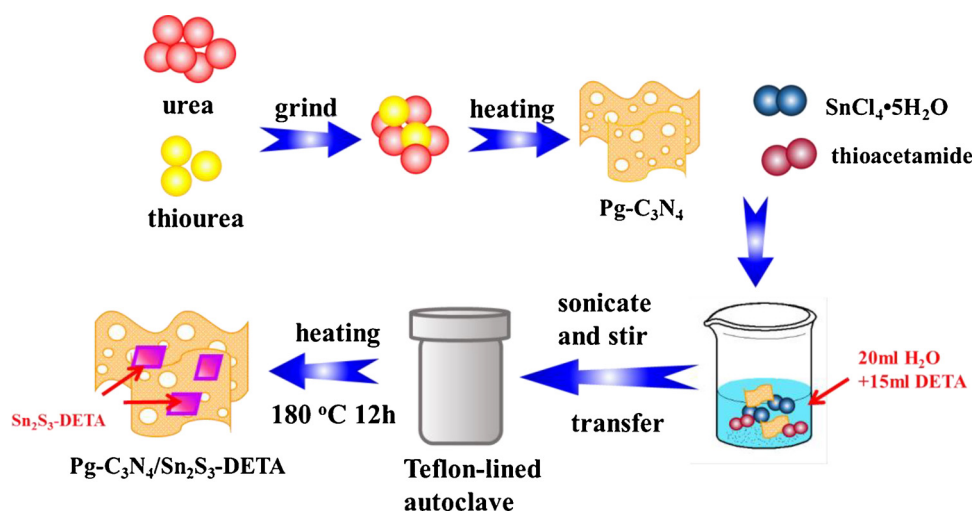 urea
thiourea
grind
heating
Pg-C₃N₄
SnCl₄•5H₂O
thioacetamide
20ml H₂O
+15ml DETA
sonicate
and stir
transfer
Teflon-lined
autoclave
heating
180 °C 12h
Sn₂S₃-DETA
Pg-C₃N₄/Sn₂S₃-DETA